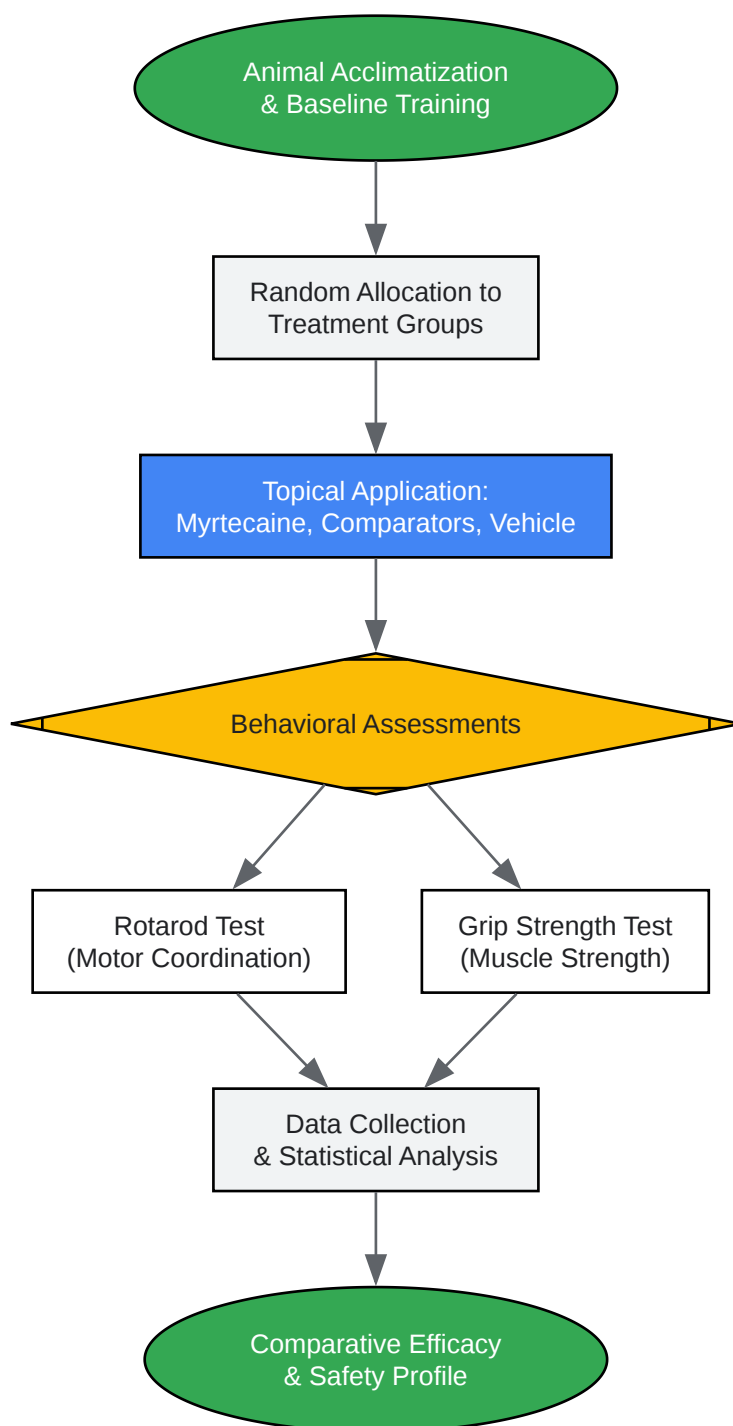 Animal Acclimatization
& Baseline Training
Random Allocation to
Treatment Groups
Topical Application:
Myrtecaine, Comparators, Vehicle
Behavioral Assessments
Rotarod Test
(Motor Coordination)
Grip Strength Test
(Muscle Strength)
Data Collection
& Statistical Analysis
Comparative Efficacy
& Safety Profile